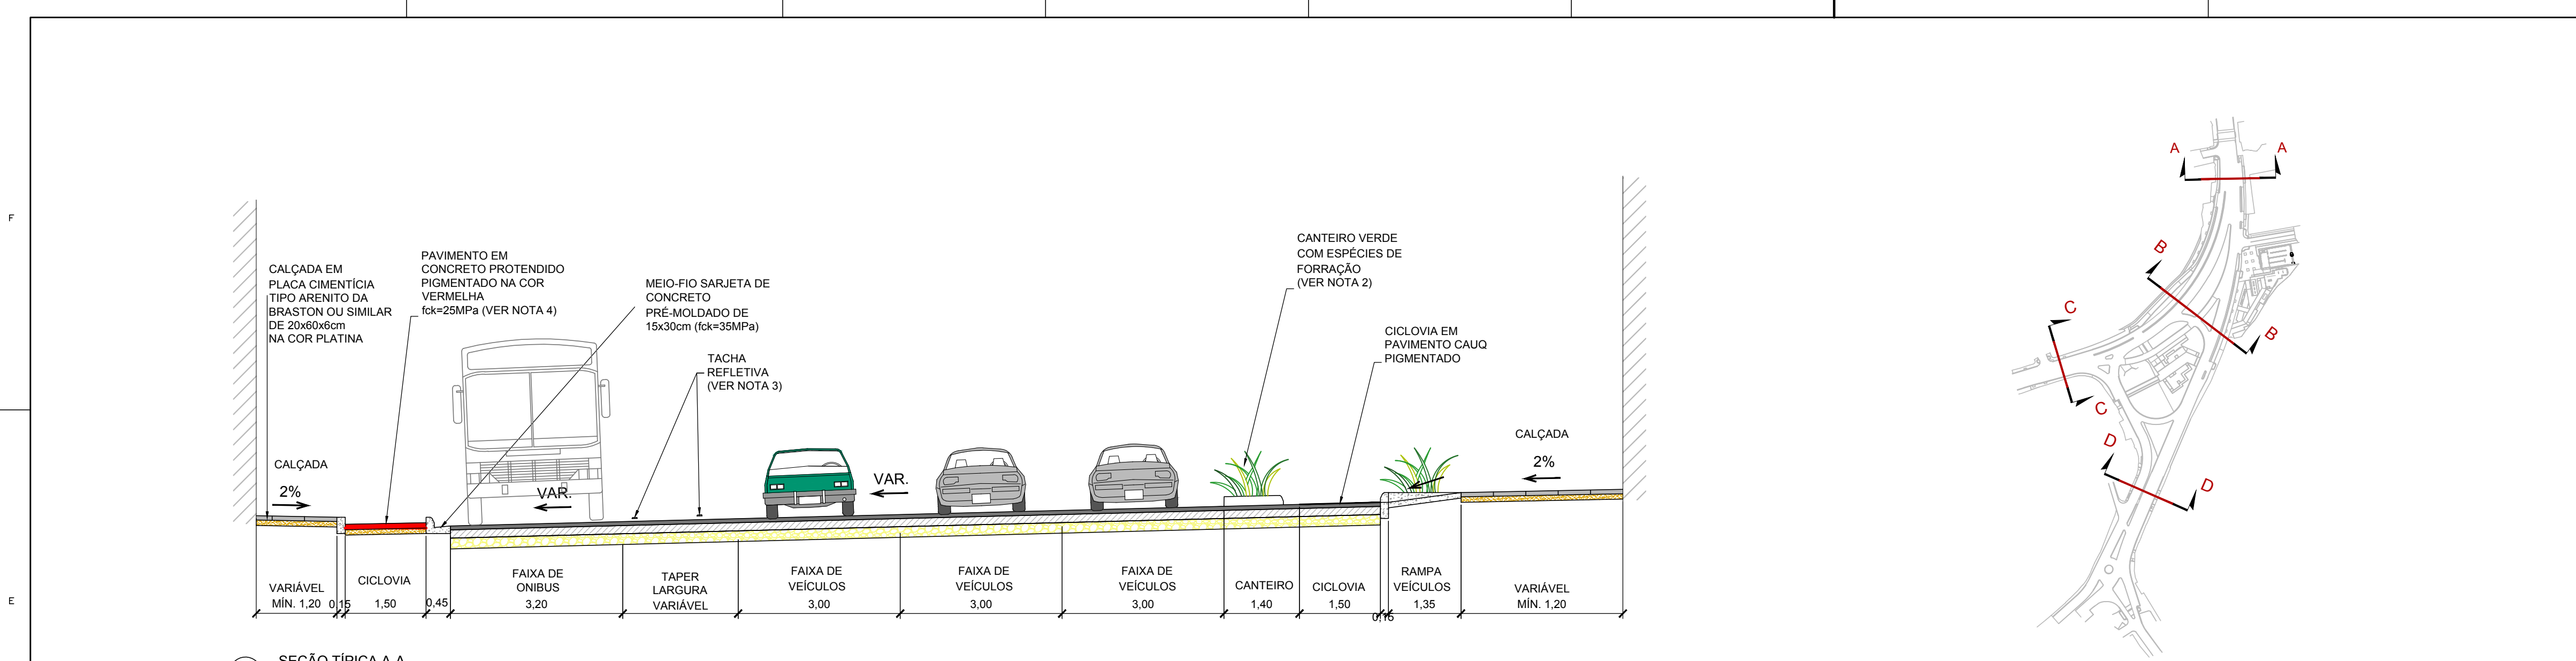 F
E
CALÇADA EM
PLACA CIMENTÍCIA
TIPO ARENITO DA
BRASTON OU SIMILAR
DE 20x60x6cm
NA COR PLATINA
PAVIMENTO EM
CONCRETO PROTENDIDO
PIGMENTADO NA COR
VERMELHA
fck=25MPa (VER NOTA 4)
MEIO-FIO SARJETA DE
CONCRETO
PRÉ-MOLDADO DE
15x30cm (fck=35MPa)
TACHA
REFLETIVA
(VER NOTA 3)
CANTEIRO VERDE
COM ESPÉCIES DE
FORRAÇÃO
(VER NOTA 2)
CICLOVIA EM
PAVIMENTO CAUQ
PIGMENTADO
CALÇADA
2%
VAR.
VAR.
CALÇADA
2%
VARIÁVEL
MÍN. 1,20
0,15
CICLOVIA
1,50
0,45
FAIXA DE
ONIBUS
3,20
TAPER
LARGURA
VARIÁVEL
FAIXA DE
VEÍCULOS
3,00
FAIXA DE
VEÍCULOS
3,00
FAIXA DE
VEÍCULOS
3,00
CANTEIRO
1,40
CICLOVIA
1,50
0,15
RAMPA
VEÍCULOS
1,35
VARIÁVEL
MÍN. 1,20
SEÇÃO TÍPICA A-A
A
A
B
B
C
C
D
D